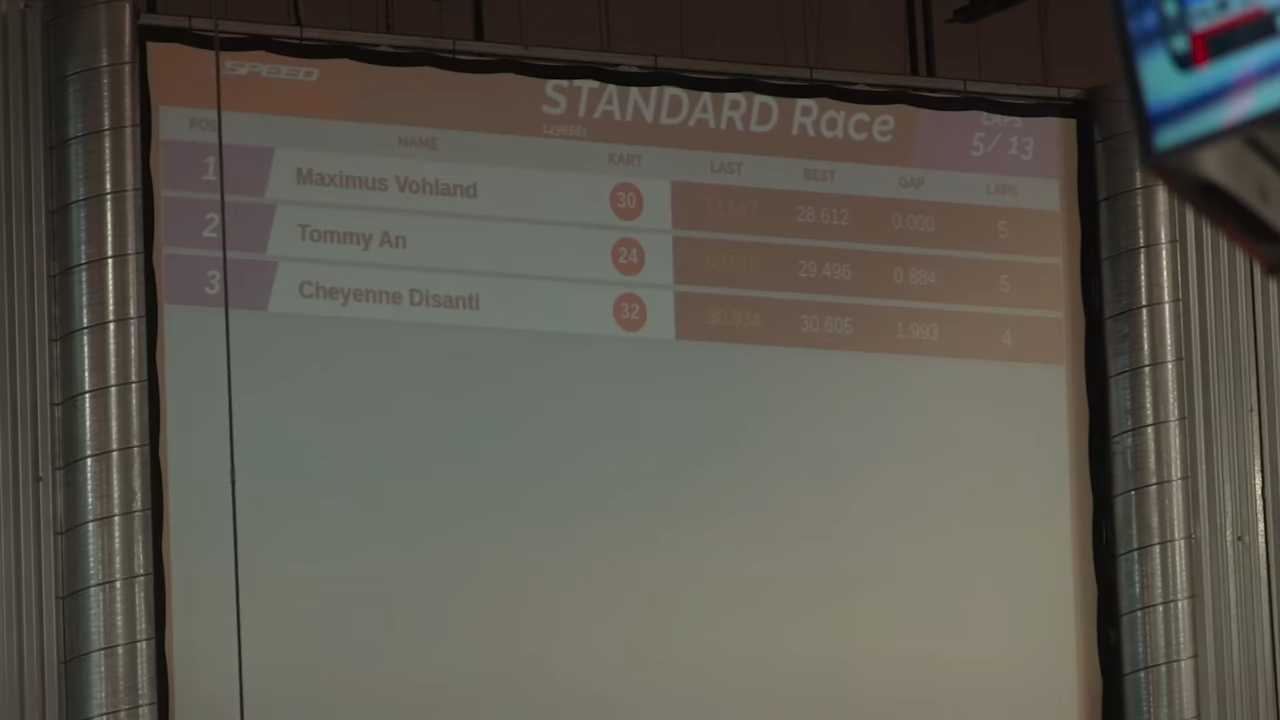 SPEED
STANDARD Race
LAPS
5/13
POS NAME KART LAST BEST GAP LAPS
1 Maximus Vohland 30 28.612 0.000 5
2 Tommy An 24 29.496 0.884 5
3 Cheyenne Disanti 32 30.934 30.605 1.993 4